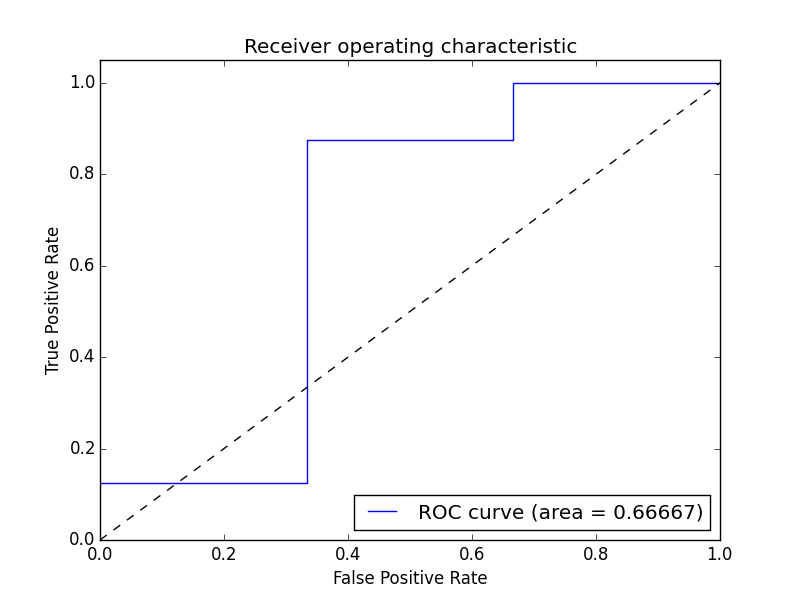 Receiver operating characteristic
1.0
0.8
0.6
0.4
0.2
0.0
True Positive Rate
ROC curve (area = 0.66667)
0.0 0.2 0.4 0.6 0.8 1.0
False Positive Rate